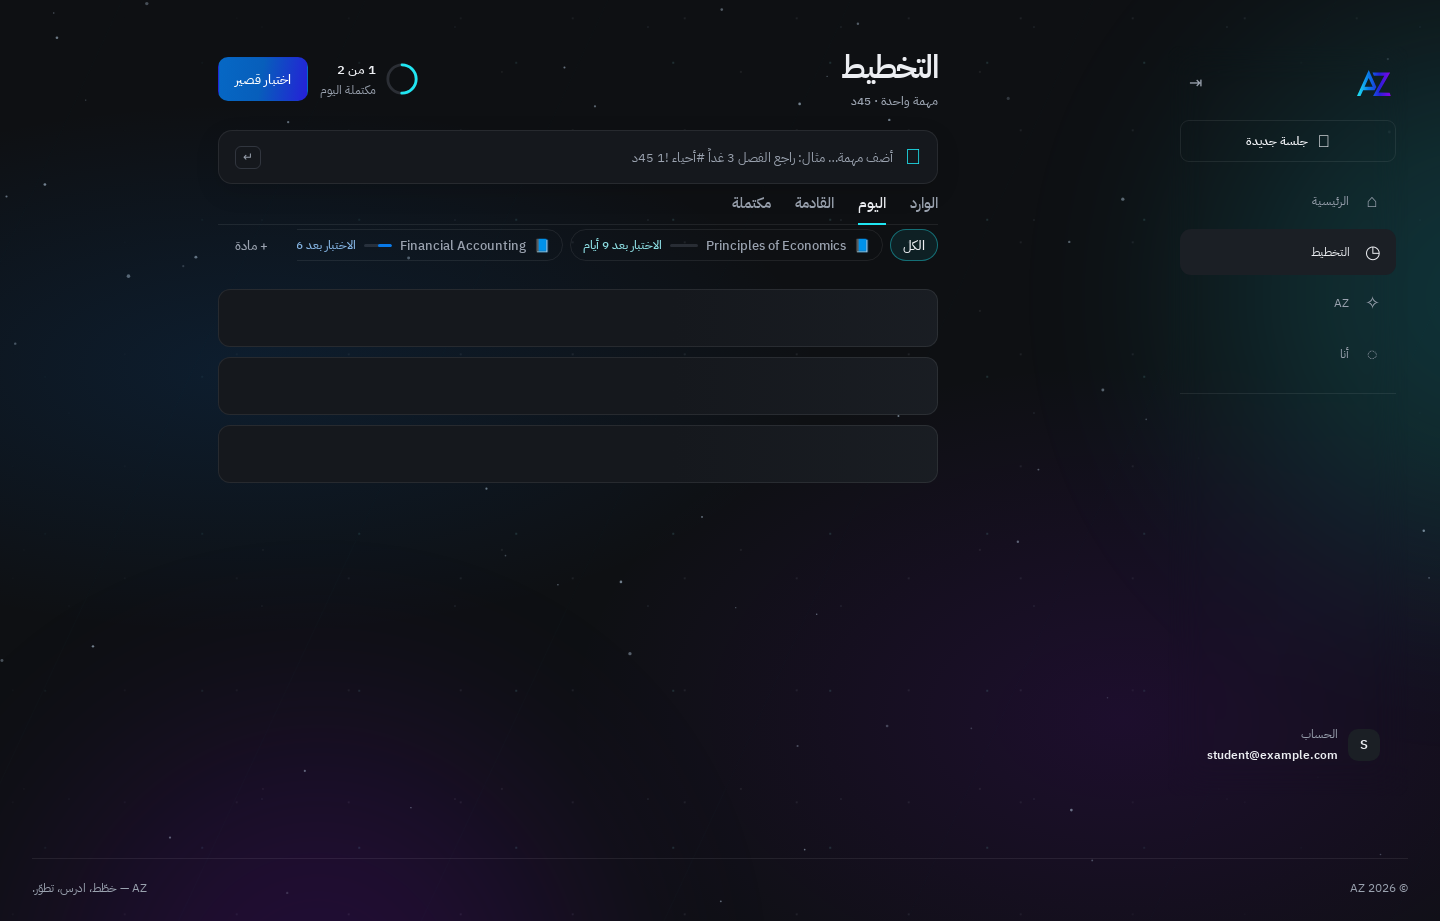 AZ
جلسة جديدة
الرئيسية
التخطيط
AZ
أنا
الحساب
S
student@example.com
التخطيط
مهمة واحدة · 45د
1 من 2
مكتملة اليوم
اختبار قصير
أضف مهمة... مثال: راجع الفصل 3 غداً #أحياء !1 45د
الوارد
اليوم
القادمة
مكتملة
الكل
Principles of Economics الاختبار بعد 9 أيام
Financial Accounting الاختبار بعد 6
+ مادة
© 2026 AZ
AZ — خطّط، ادرس، تطوّر.